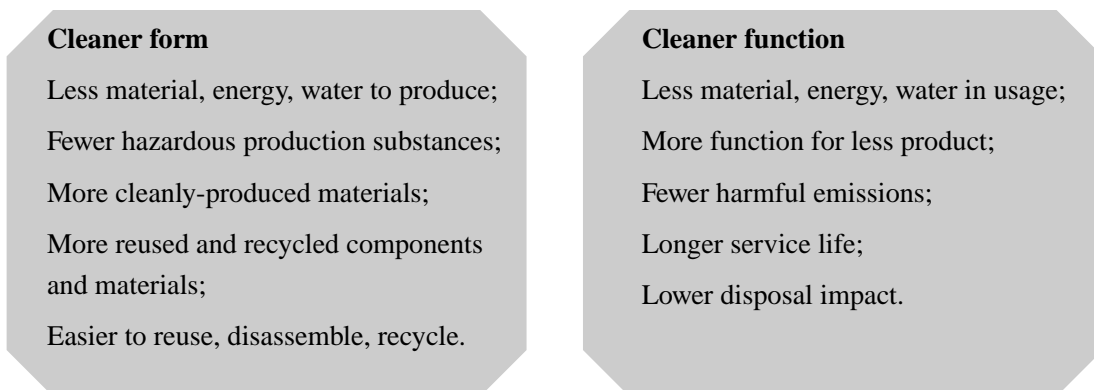 Cleaner form
Less material, energy, water to produce;
Fewer hazardous production substances;
More cleanly-produced materials;
More reused and recycled components
and materials;
Easier to reuse, disassemble, recycle.
Cleaner function
Less material, energy, water in usage;
More function for less product;
Fewer harmful emissions;
Longer service life;
Lower disposal impact.